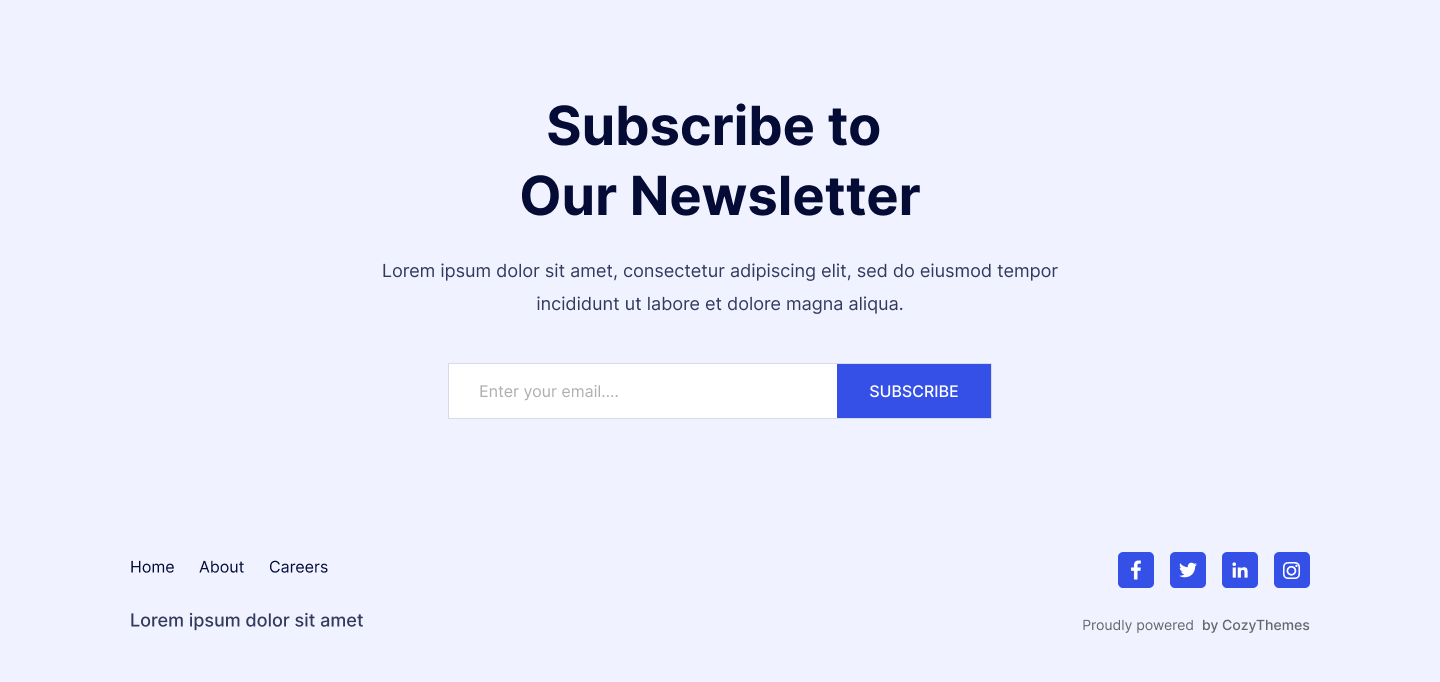 Subscribe to
Our Newsletter
Lorem ipsum dolor sit amet, consectetur adipiscing elit, sed do eiusmod tempor
incididunt ut labore et dolore magna aliqua.
Enter your email.... SUBSCRIBE
Home About Careers
Lorem ipsum dolor sit amet
Proudly powered by CozyThemes